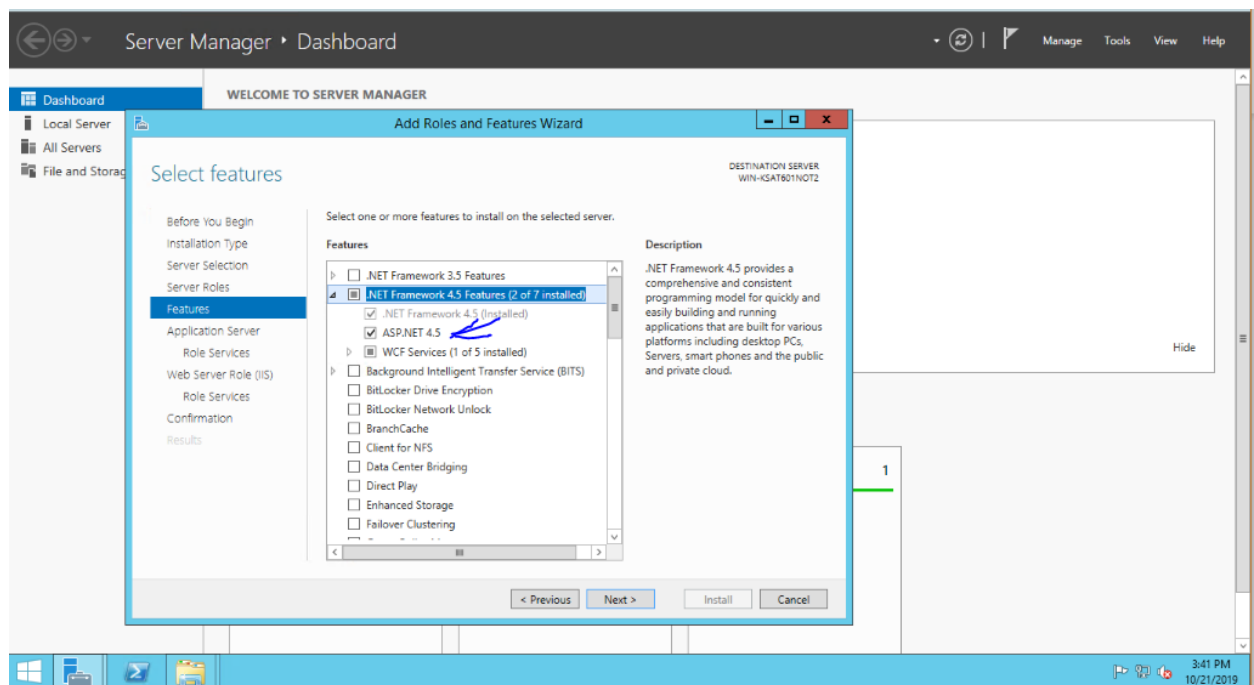 Server Manager ‣ Dashboard
Manage Tools View Help
Dashboard
Local Server
All Servers
File and Storag
WELCOME TO SERVER MANAGER
Add Roles and Features Wizard
Select features
DESTINATION SERVER
WIN-KSAT601NOT2
Before You Begin
Installation Type
Server Selection
Server Roles
Features
Application Server
Role Services
Web Server Role (IIS)
Role Services
Confirmation
Results
Select one or more features to install on the selected server.
Features
.NET Framework 3.5 Features
.NET Framework 4.5 Features (2 of 7 installed)
.NET Framework 4.5 (Installed)
ASP.NET 4.5
WCF Services (1 of 5 installed)
Background Intelligent Transfer Service (BITS)
BitLocker Drive Encryption
BitLocker Network Unlock
BranchCache
Client for NFS
Data Center Bridging
Direct Play
Enhanced Storage
Failover Clustering
Description
.NET Framework 4.5 provides a
comprehensive and consistent
programming model for quickly and
easily building and running
applications that are built for various
platforms including desktop PCs,
Servers, smart phones and the public
and private cloud.
Hide
1
< Previous
Next >
Install
Cancel
3:41 PM
10/21/2019